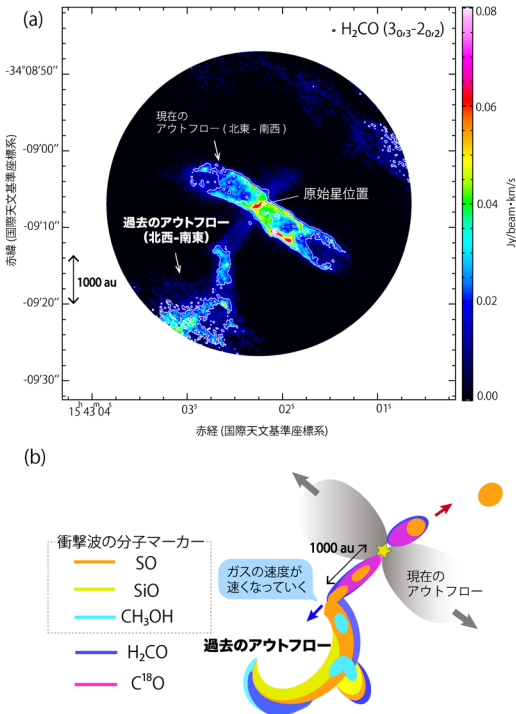 (a)
H₂CO (3₀,₃-2₀,₂)
-34°08'50"
-09'00"
-09'10"
-09'20"
-09'30"
赤緯 (国際天文基準座標系)
現在の
アウトフロー ( 北東 - 南西 )
原始星位置
過去のアウトフロー
(北西-南東)
1000 au
15ʰ43ᵐ04ˢ
03ˢ
02ˢ
01ˢ
赤経 (国際天文基準座標系)
0.08
0.06
0.04
0.02
0.00
Jy/beam・km/s
(b)
衝撃波の分子マーカー
SO
SiO
CH₃OH
H₂CO
C¹⁸O
1000 au
ガスの速度が
速くなっていく
現在の
アウトフロー
過去のアウトフロー